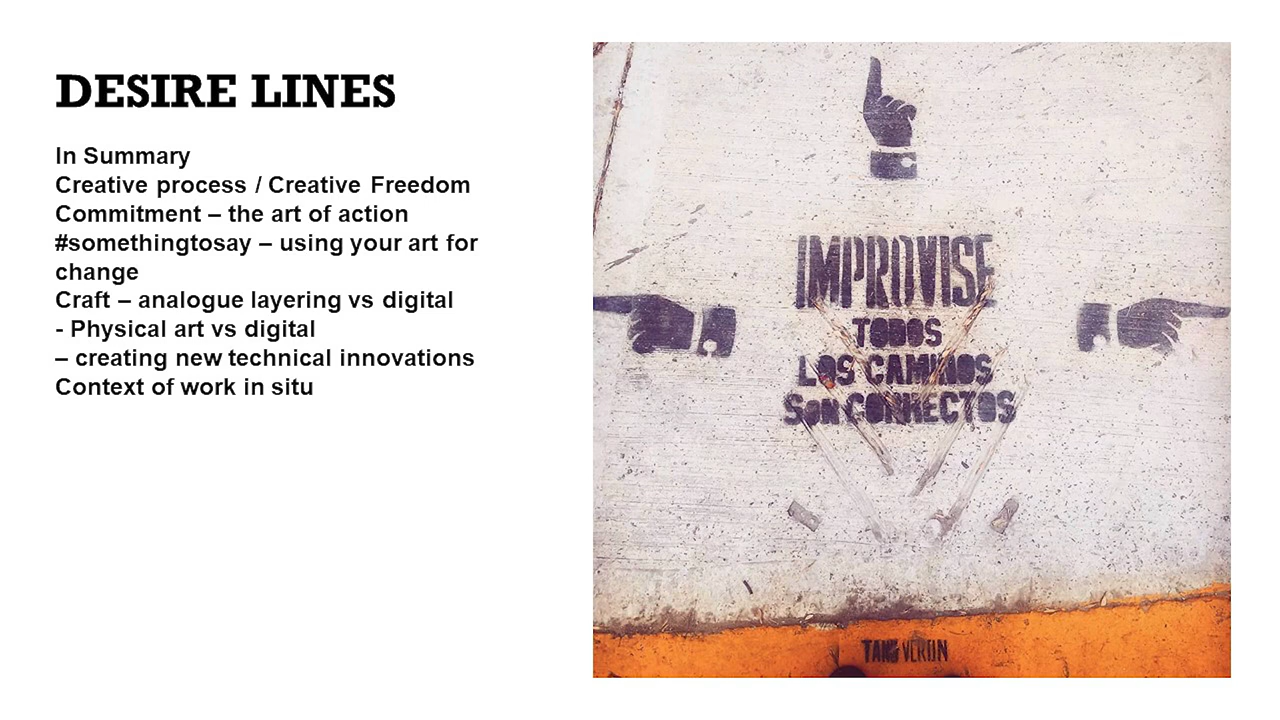 DESIRE LINES
In Summary
Creative process / Creative Freedom
Commitment – the art of action
#somethingtosay – using your art for
change
Craft – analogue layering vs digital
- Physical art vs digital
– creating new technical innovations
Context of work in situ
IMPROVISE
TODOS
LOS CAMINOS
SON CORRECTOS
TANG VERUN